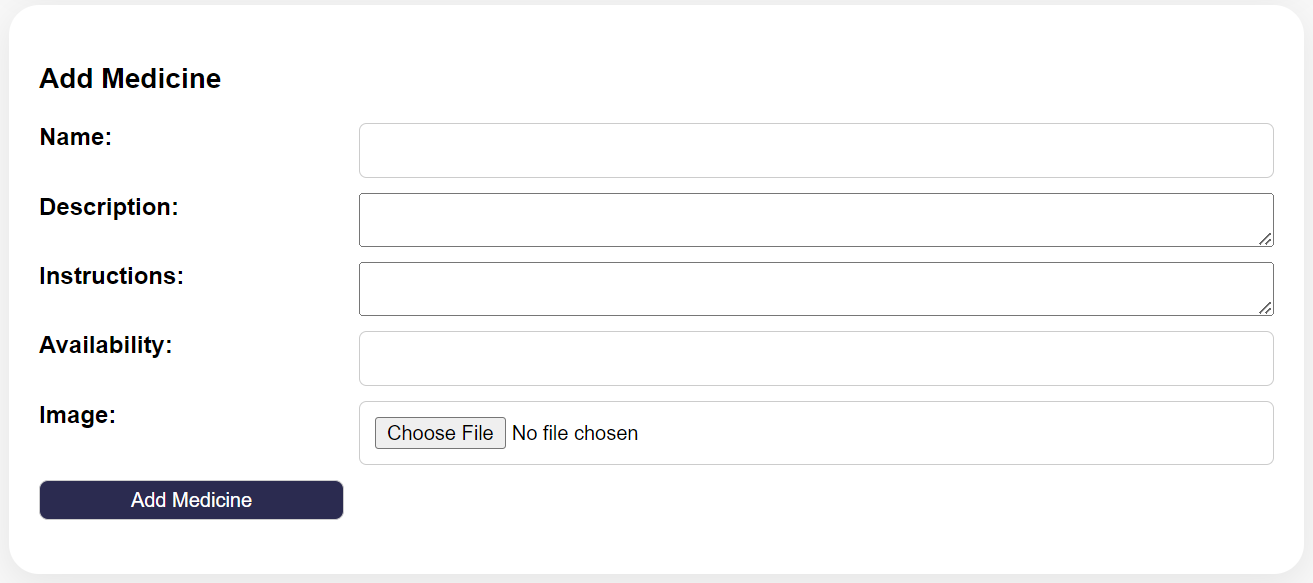 Add Medicine
Name:
Description:
Instructions:
Availability:
Image:
Choose File No file chosen
Add Medicine